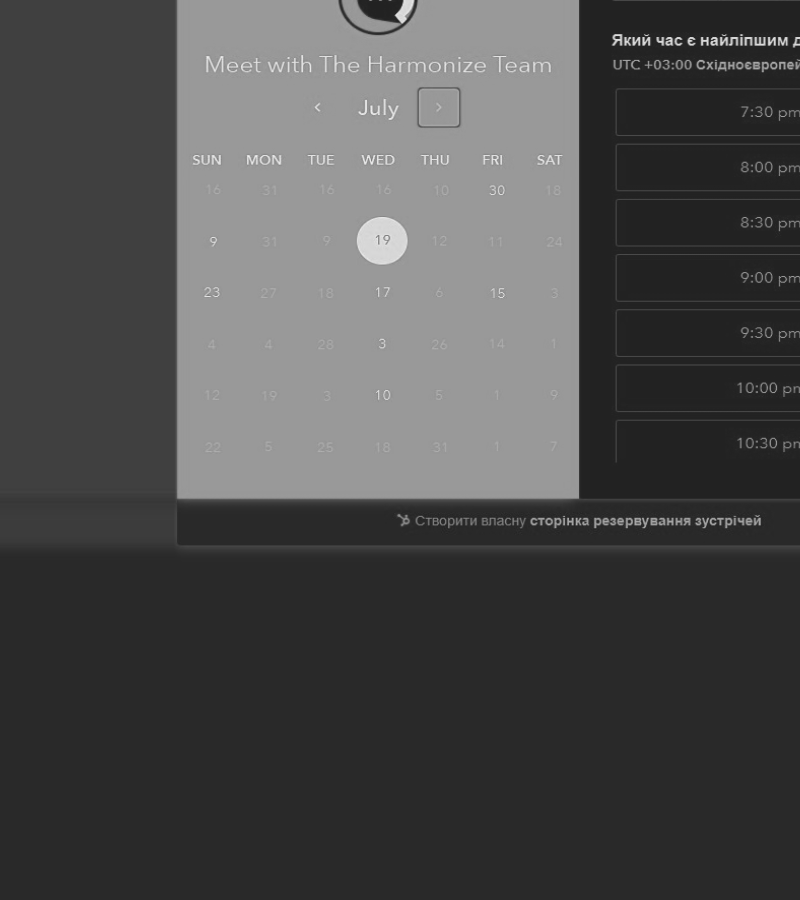 Meet with The Harmonize Team
July
SUN MON TUE WED THU FRI SAT
16 31 16 16 10 30 18
9 31 9 19 12 11 24
23 27 18 17 6 15 3
4 4 28 3 26 14 1
12 19 3 10 5 1 9
22 5 25 18 31 1 7
Який час є найліпшим д
UTC +03:00 Східноєвропей
7:30 pm
8:00 pm
8:30 pm
9:00 pm
9:30 pm
10:00 pm
10:30 pm
Створити власну сторінка резервування зустрічей